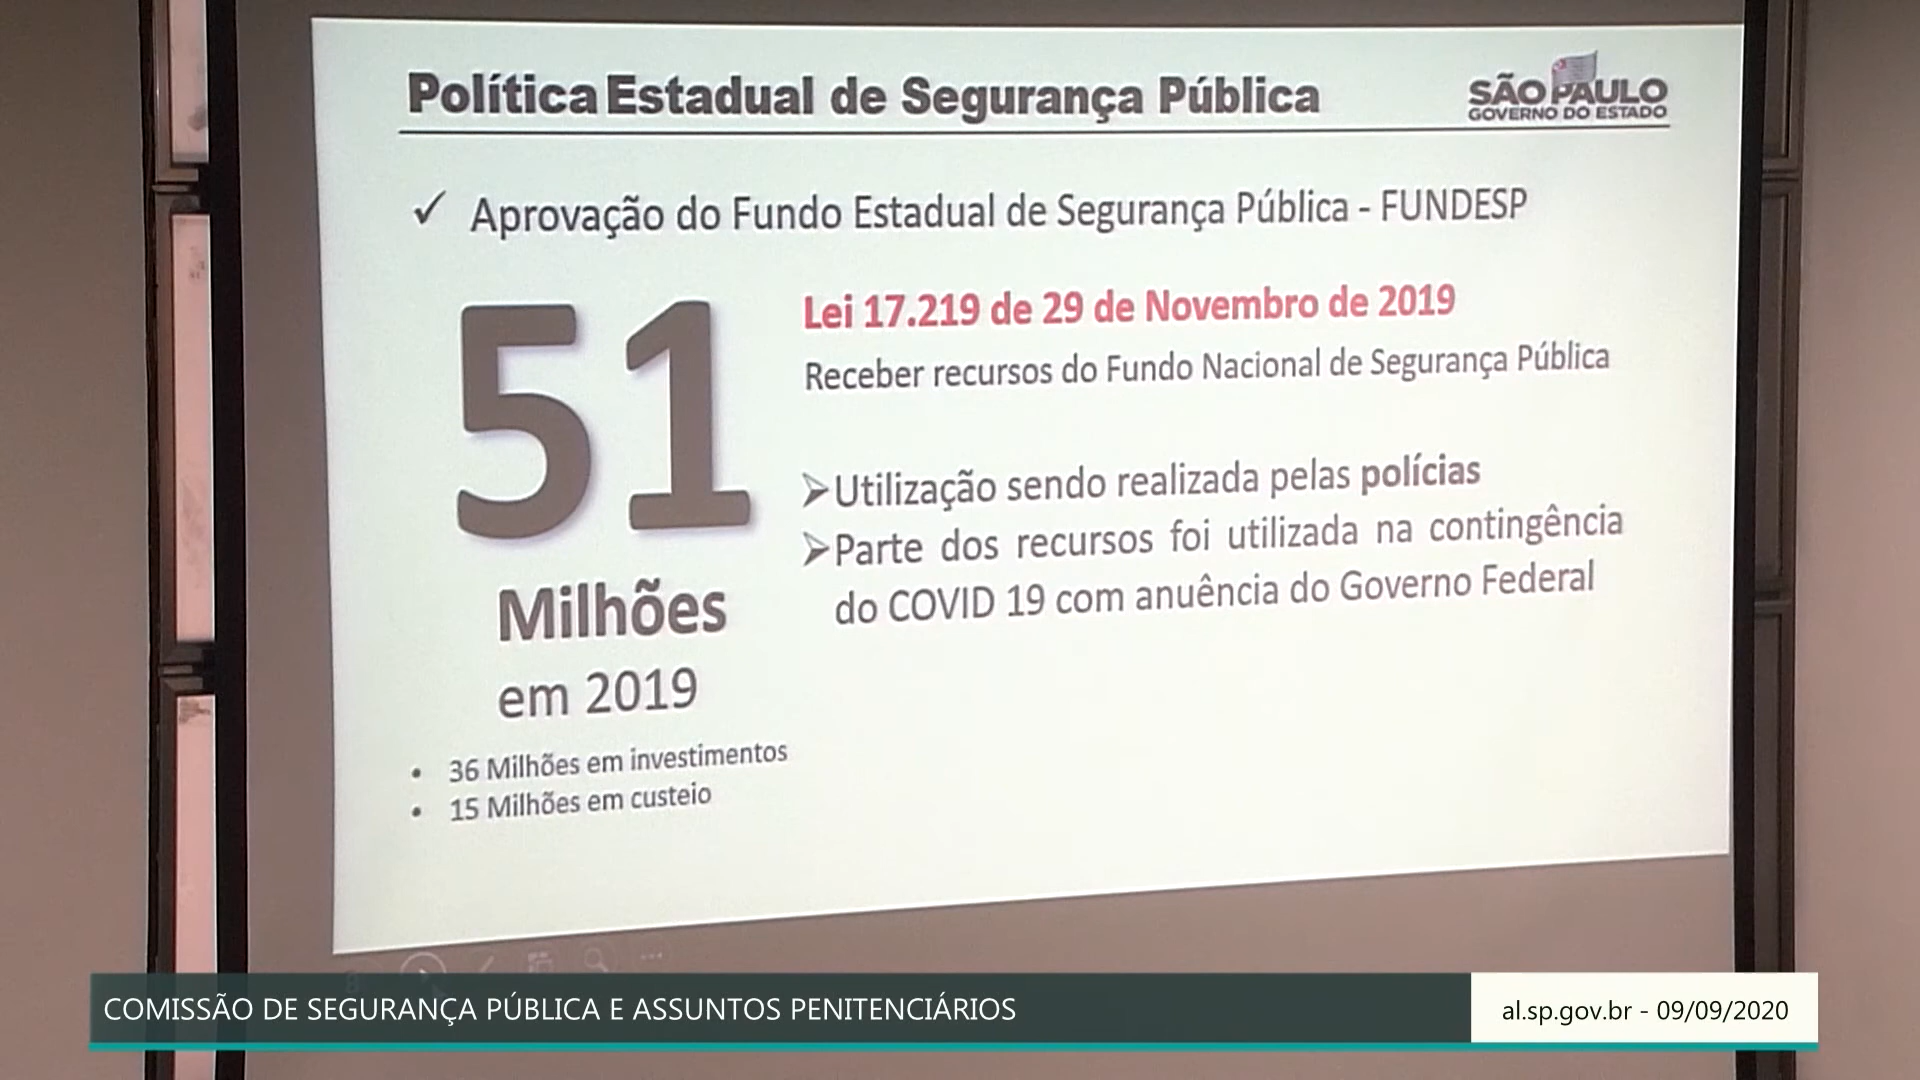 Política Estadual de Segurança Pública
SÃO PAULO
GOVERNO DO ESTADO
✓ Aprovação do Fundo Estadual de Segurança Pública - FUNDESP
51
Milhões
em 2019
• 36 Milhões em investimentos
• 15 Milhões em custeio
Lei 17.219 de 29 de Novembro de 2019
Receber recursos do Fundo Nacional de Segurança Pública
➢Utilização sendo realizada pelas polícias
➢Parte dos recursos foi utilizada na contingência
do COVID 19 com anuência do Governo Federal
COMISSÃO DE SEGURANÇA PÚBLICA E ASSUNTOS PENITENCIÁRIOS
al.sp.gov.br - 09/09/2020